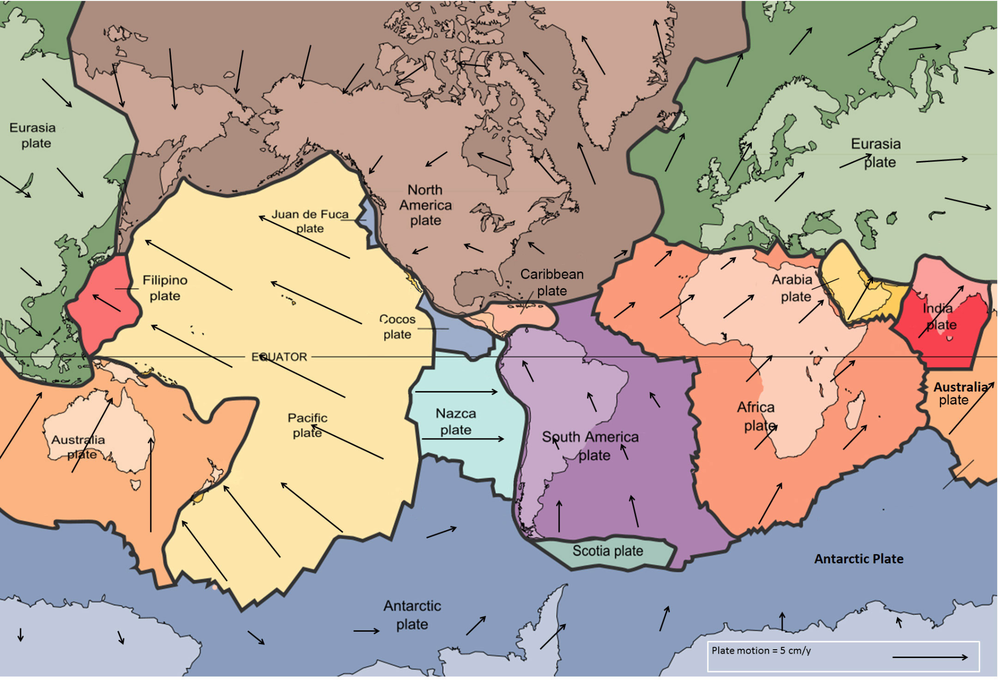 Eurasia
plate
Eurasia
plate
North
America
plate
Juan de Fuca
plate
Filipino
plate
Caribbean
plate
Arabia
plate
India
plate
Cocos
plate
EQUATOR
Australia
plate
Nazca
plate
Pacific
plate
Africa
plate
South America
plate
Australia
plate
Scotia plate
Antarctic Plate
Antarctic
plate
Plate motion = 5 cm/y